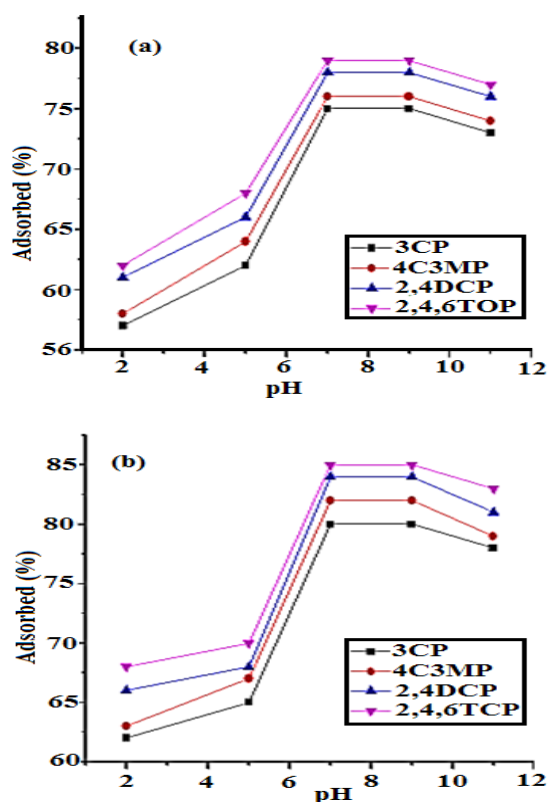 (a)
80
75
70
65
60
56
Adsorbed (%)
3CP
4C3MP
2,4DCP
2,4,6TOP
2 4 6 8 10 12
pH
(b)
85
80
70
65
60
Adsorbed (%)
3CP
4C3MP
2,4DCP
2,4,6TCP
2 4 6 8 10 12
pH